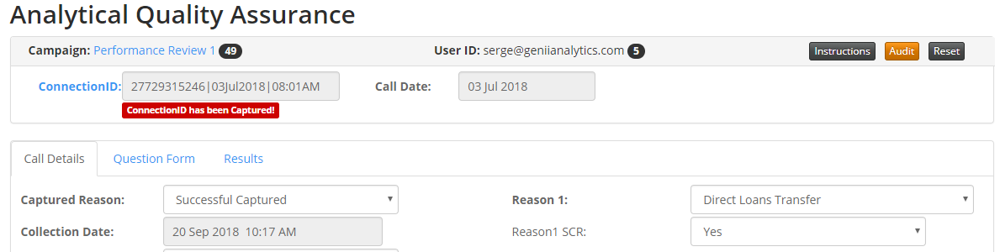 Analytical Quality Assurance
Campaign: Performance Review 1 49 User ID: serge@geniianalytics.com 5 Instructions Audit Reset
ConnectionID: 27729315246|03Jul2018|08:01AM Call Date: 03 Jul 2018
ConnectionID has been Captured!
Call Details Question Form Results
Captured Reason: Successful Captured Reason 1: Direct Loans Transfer
Collection Date: 20 Sep 2018 10:17 AM Reason1 SCR: Yes